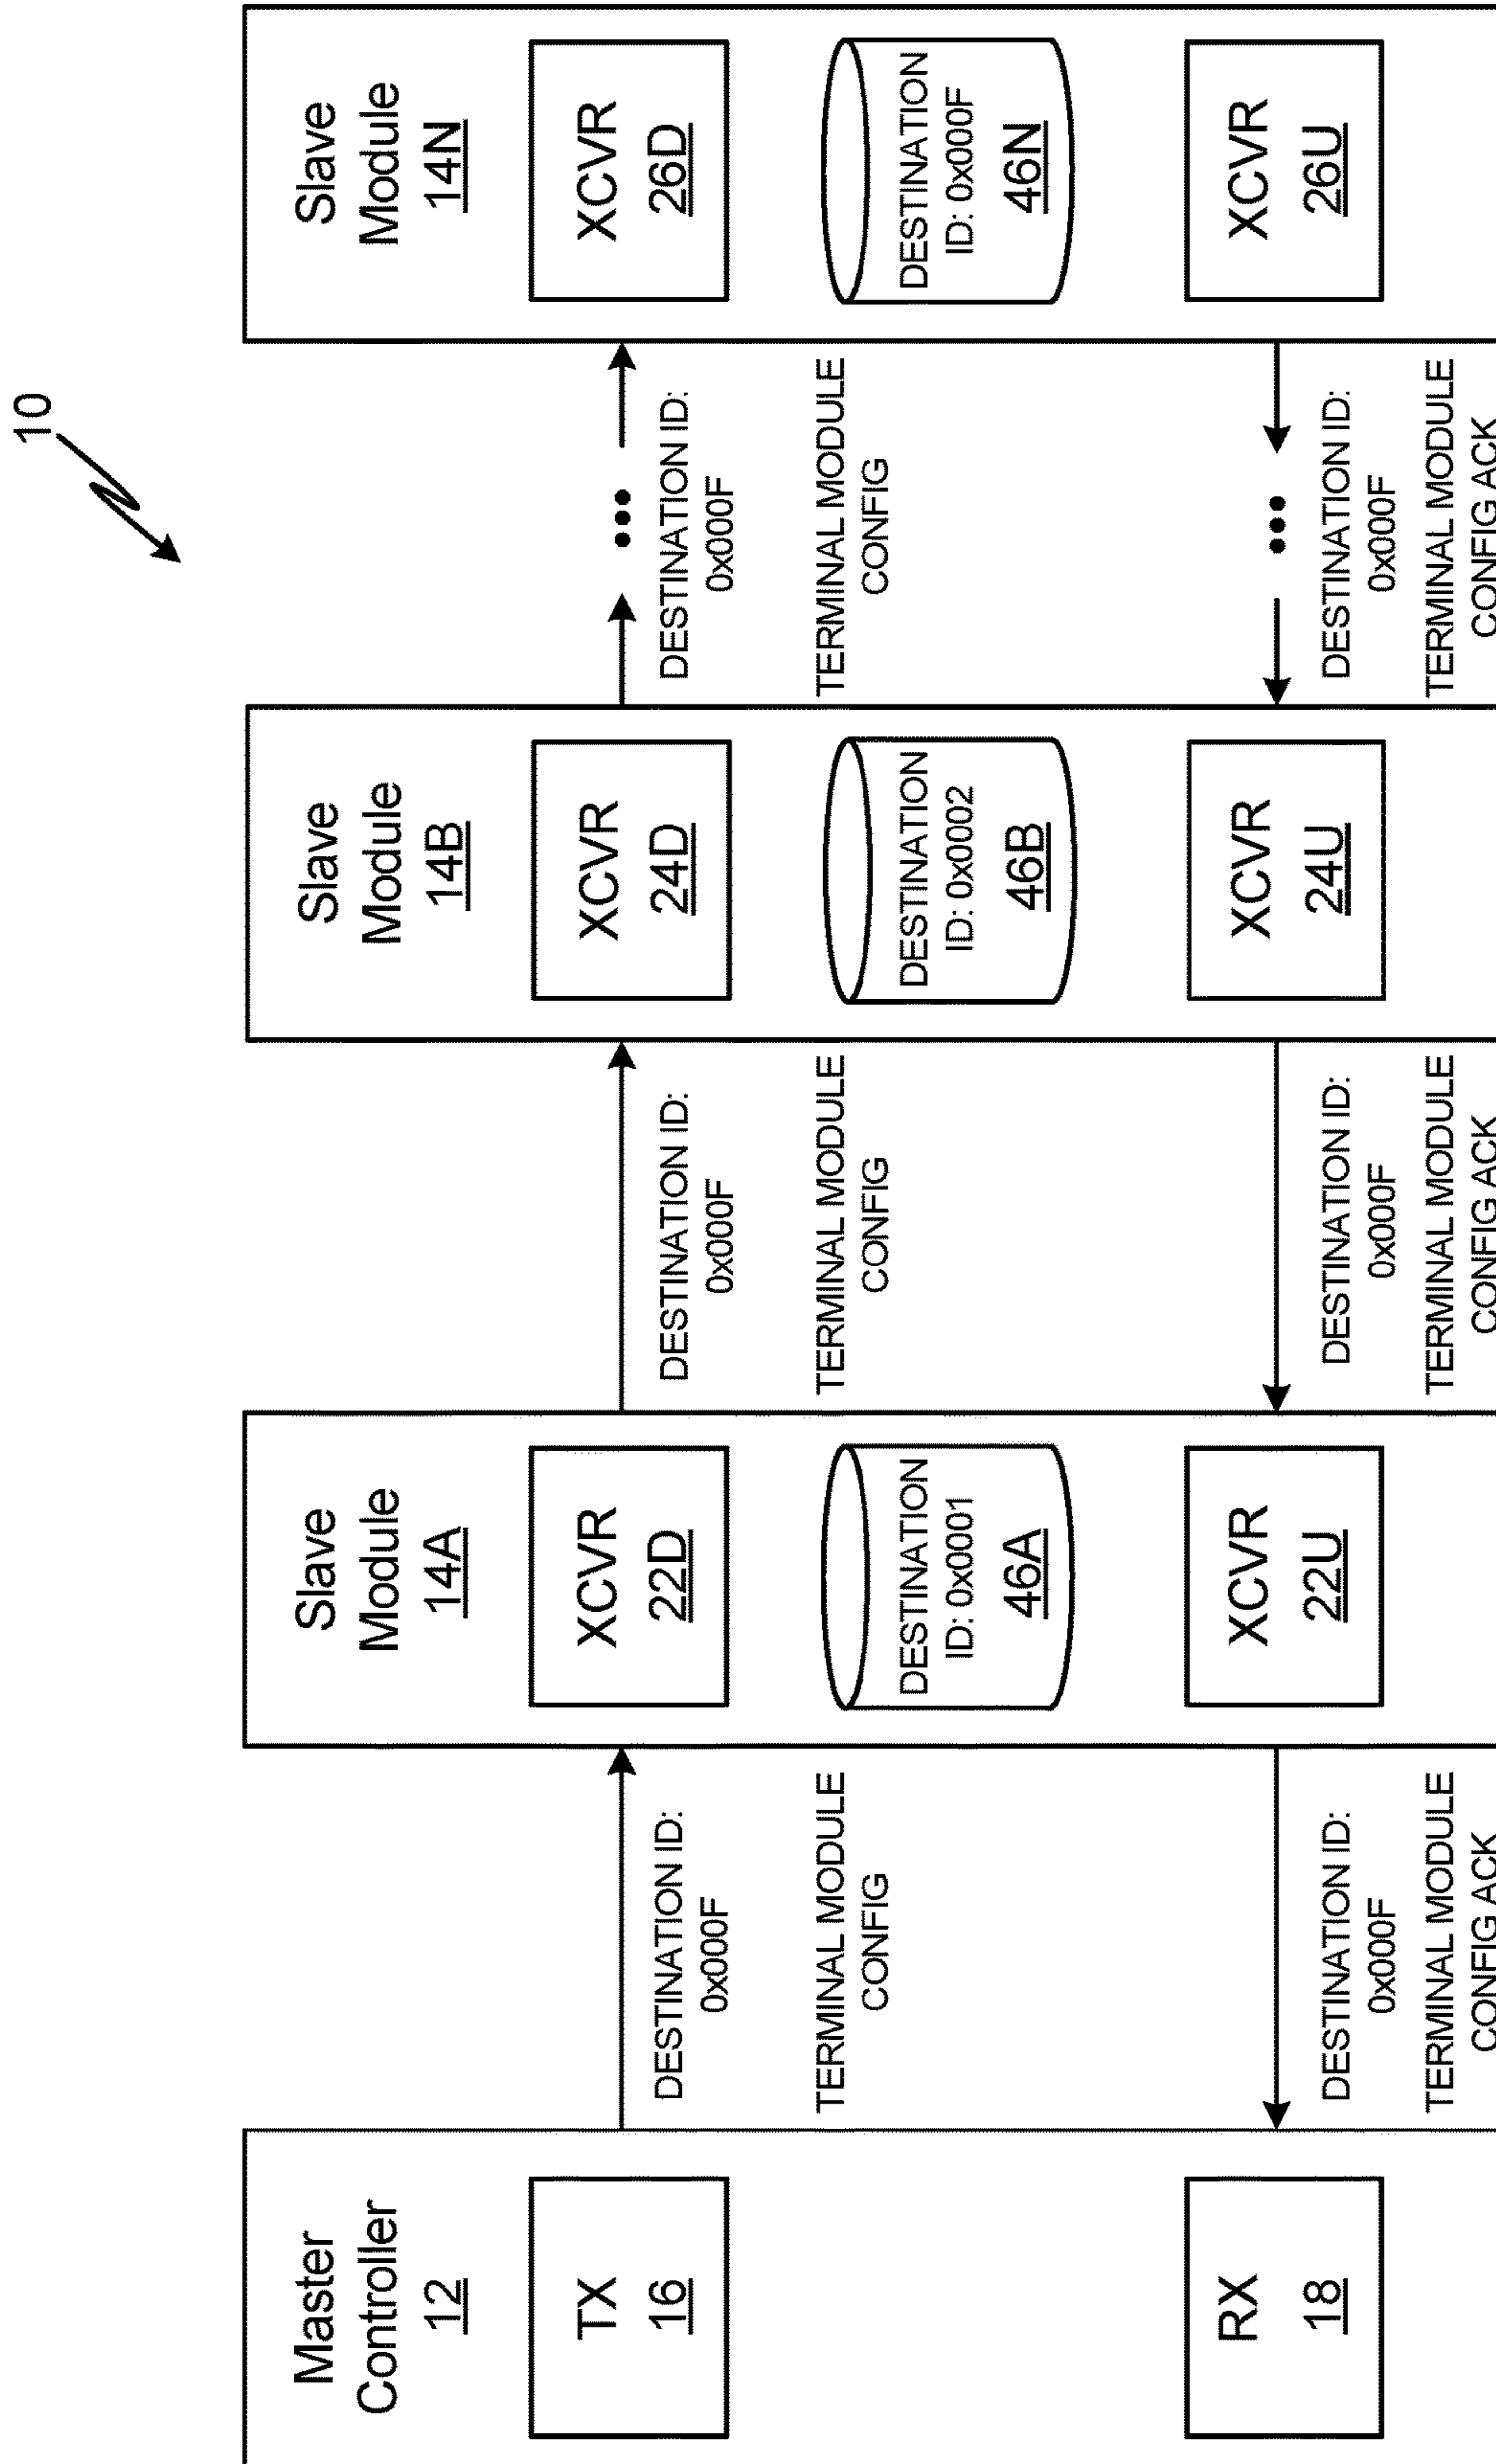 10
Master
Controller
12
TX
16
RX
18
DESTINATION ID:
0x000F
TERMINAL MODULE
CONFIG
DESTINATION ID:
0x000F
TERMINAL MODULE
CONFIG ACK
Slave
Module
14A
XCVR
22D
DESTINATION
ID: 0x0001
46A
XCVR
22U
DESTINATION ID:
0x000F
TERMINAL MODULE
CONFIG
DESTINATION ID:
0x000F
TERMINAL MODULE
CONFIG ACK
Slave
Module
14B
XCVR
24D
DESTINATION
ID: 0x0002
46B
XCVR
24U
DESTINATION ID:
0x000F
TERMINAL MODULE
CONFIG
DESTINATION ID:
0x000F
TERMINAL MODULE
CONFIG ACK
Slave
Module
14N
XCVR
26D
DESTINATION
ID: 0x000F
46N
XCVR
26U